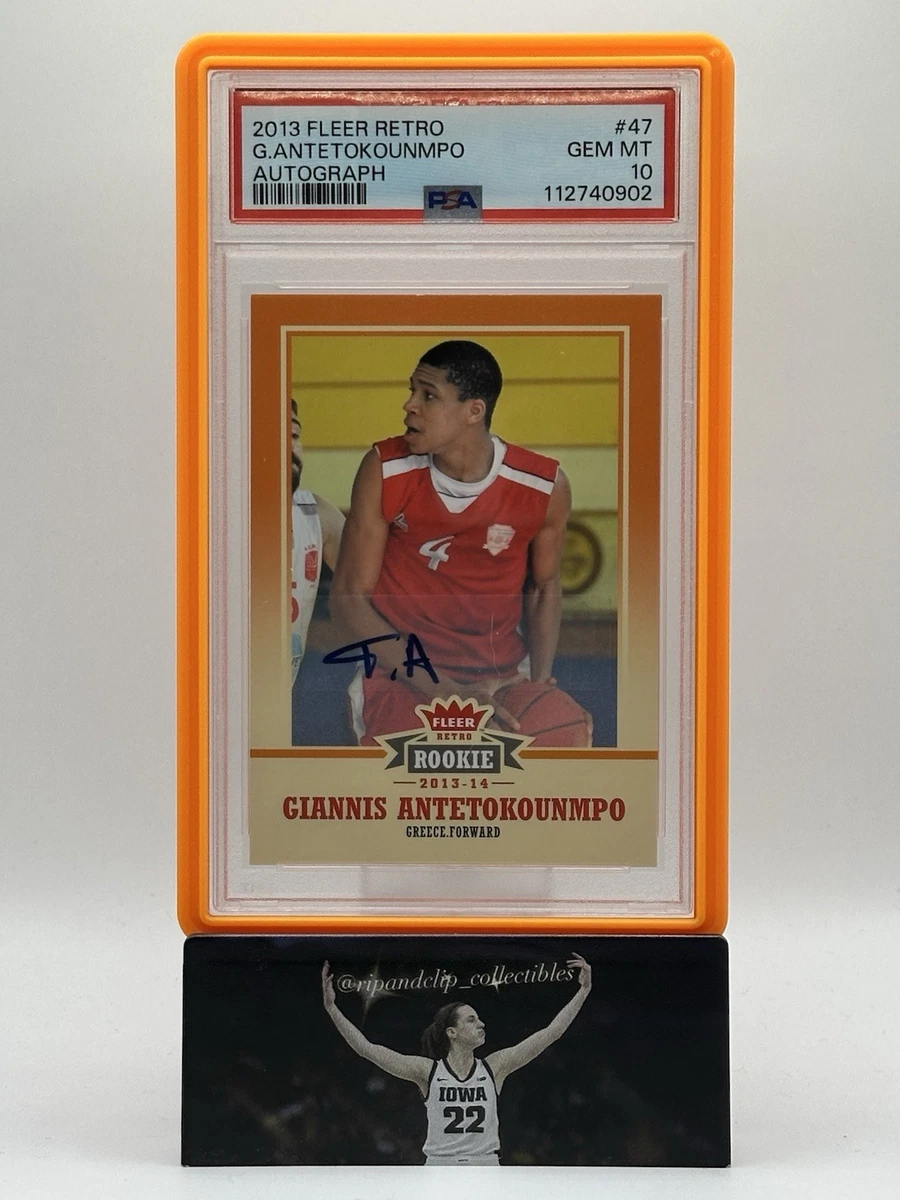 2013 FLEER RETRO #47
G.ANTETOKOUNMPO GEM MT
AUTOGRAPH 10
PSA 112740902
4
T.A
FLEER
RETRO
ROOKIE
2013-14
GIANNIS ANTETOKOUNMPO
GREECE.FORWARD
@ripandclip_collectibles
IOWA
22